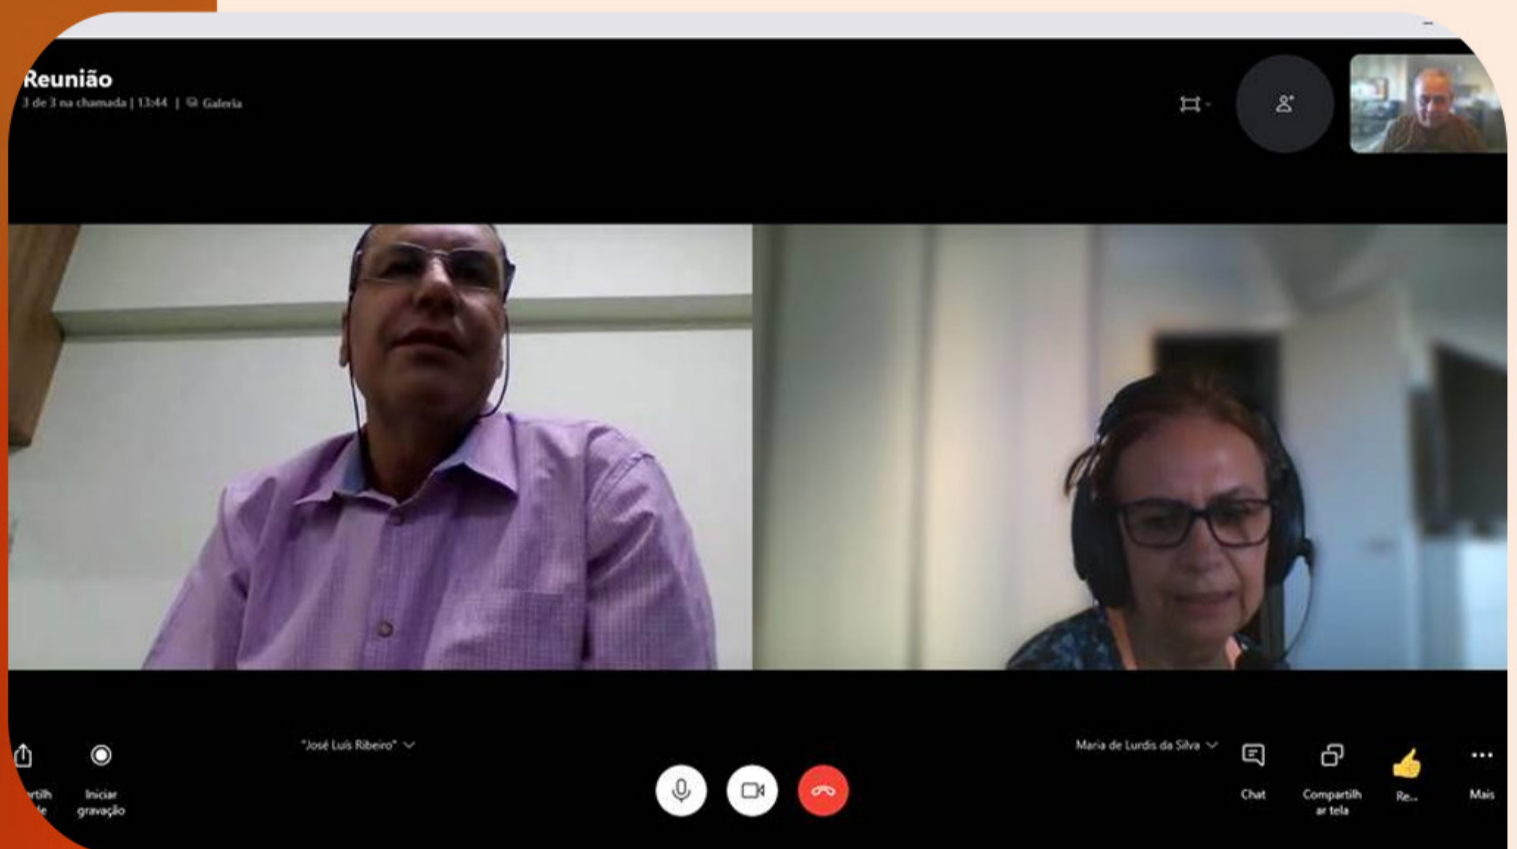 Reunião
3 de 3 na chamada | 13:44 | Galeria
"José Luís Ribeiro"
Maria de Lurdis da Silva
Iniciar
gravação
Chat
Compartilh
ar tela
Re...
Mais